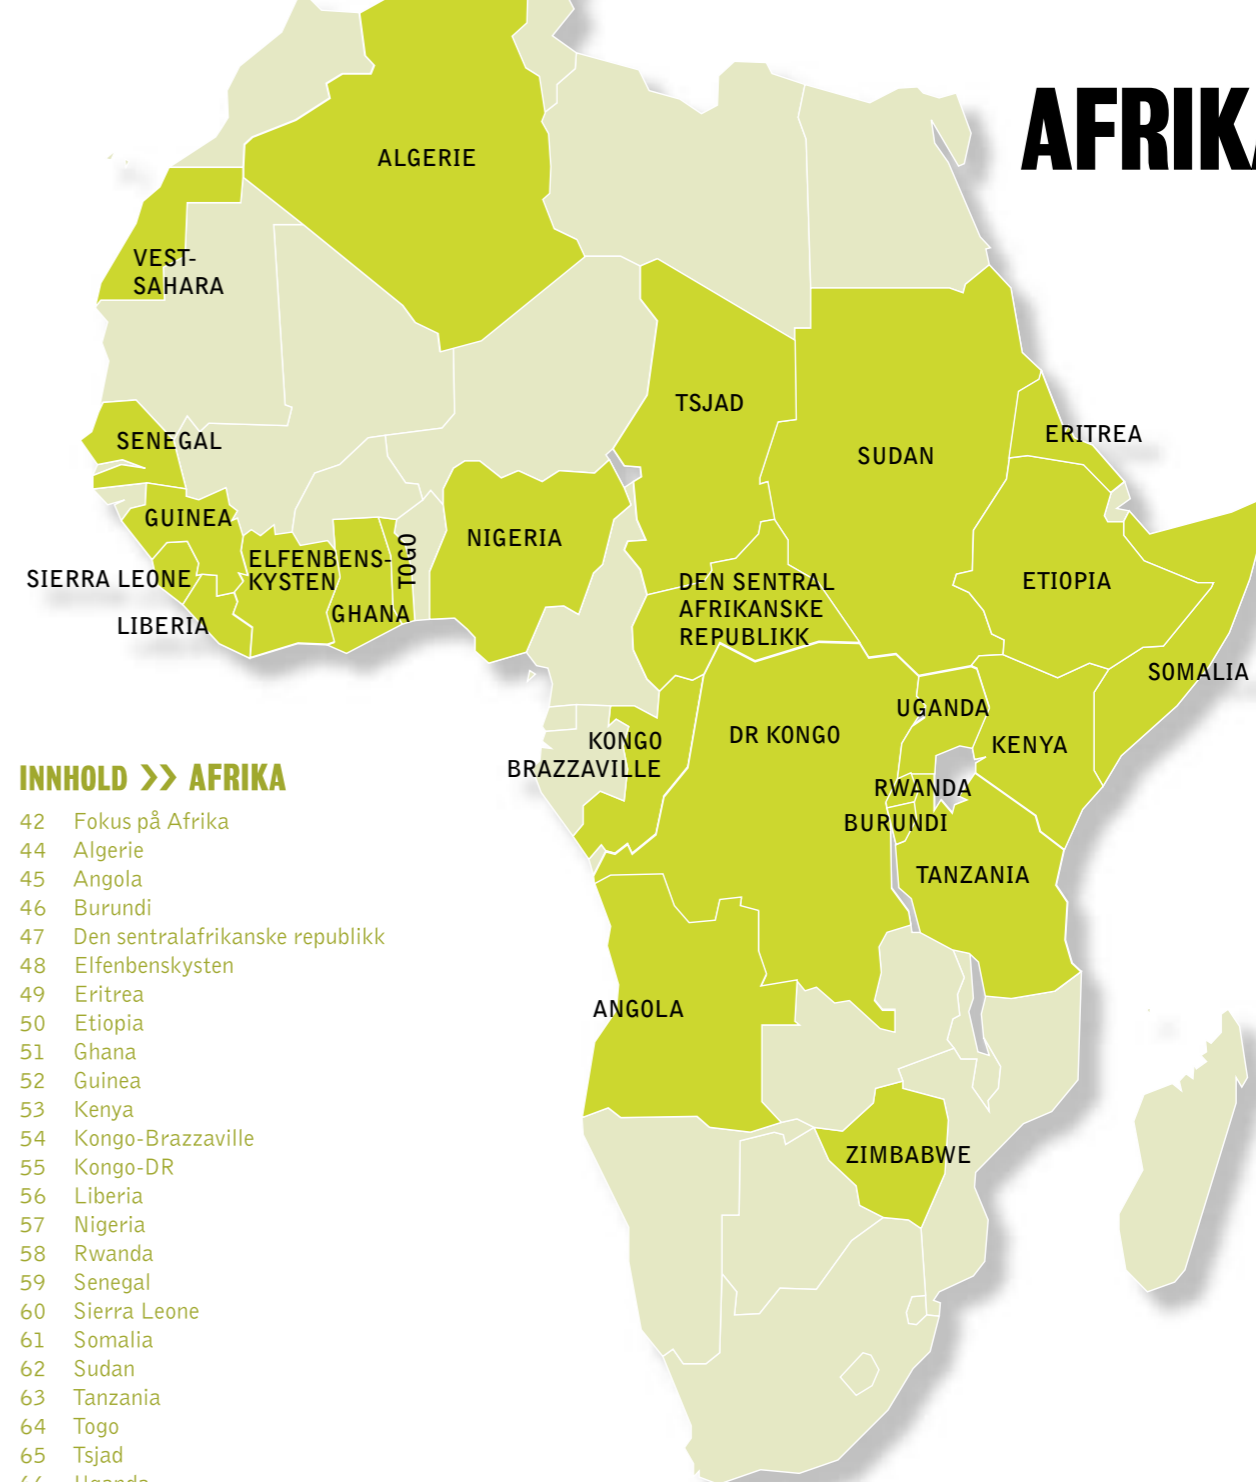 AFRIKA
ALGERIE
VEST-
SAHARA
TSJAD
SENEGAL
ERITREA
SUDAN
GUINEA
NIGERIA
ELFENBENS-
KYSTEN
TOGO
SIERRA LEONE
DEN SENTRAL
AFRIKANSKE
REPUBLIKK
ETIOPIA
GHANA
LIBERIA
SOMALIA
UGANDA
DR KONGO
KONGO
BRAZZAVILLE
KENYA
RWANDA
BURUNDI
TANZANIA
ANGOLA
ZIMBABWE
INNHOLD >> AFRIKA
42 Fokus på Afrika
44 Algerie
45 Angola
46 Burundi
47 Den sentralafrikanske republikk
48 Elfenbenskysten
49 Eritrea
50 Etiopia
51 Ghana
52 Guinea
53 Kenya
54 Kongo-Brazzaville
55 Kongo-DR
56 Liberia
57 Nigeria
58 Rwanda
59 Senegal
60 Sierra Leone
61 Somalia
62 Sudan
63 Tanzania
64 Togo
65 Tsjad
66 Uganda